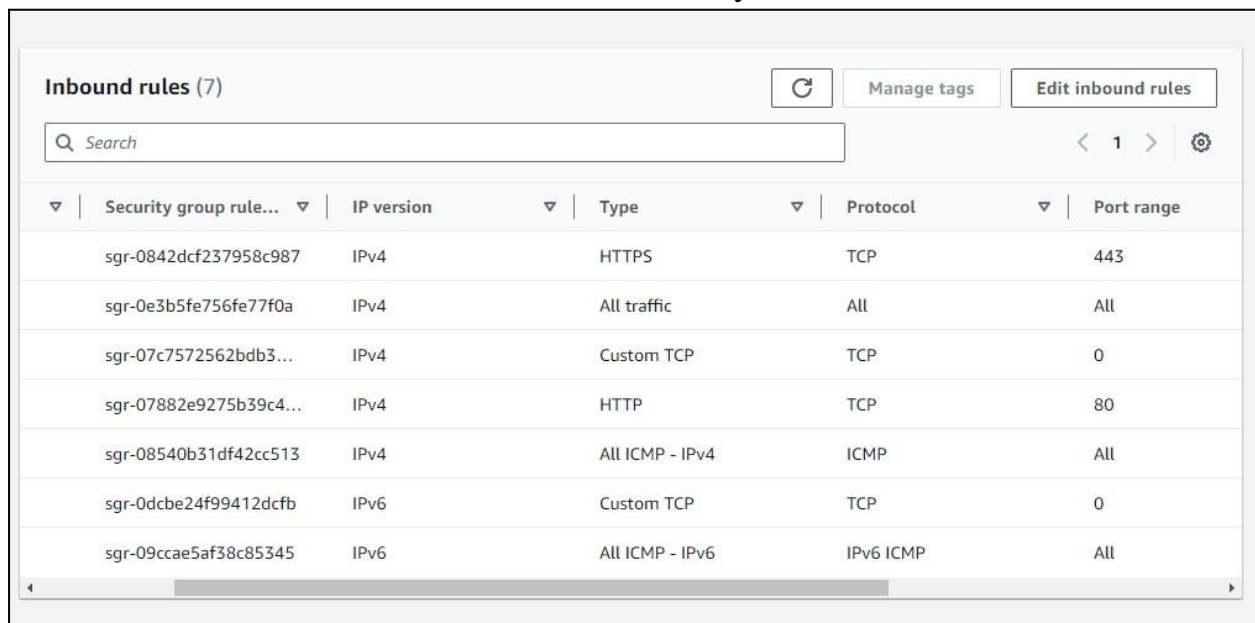 Inbound rules (7)
Manage tags
Edit inbound rules
Search
1
Security group rule... IP version Type Protocol Port range
sgr-0842dcf237958c987 IPv4 HTTPS TCP 443
sgr-0e3b5fe756fe77f0a IPv4 All traffic All All
sgr-07c7572562bdb3... IPv4 Custom TCP TCP 0
sgr-07882e9275b39c4... IPv4 HTTP TCP 80
sgr-08540b31df42cc513 IPv4 All ICMP - IPv4 ICMP All
sgr-0dcbe24f99412dcfb IPv6 Custom TCP TCP 0
sgr-09ccae5af38c85345 IPv6 All ICMP - IPv6 IPv6 ICMP All